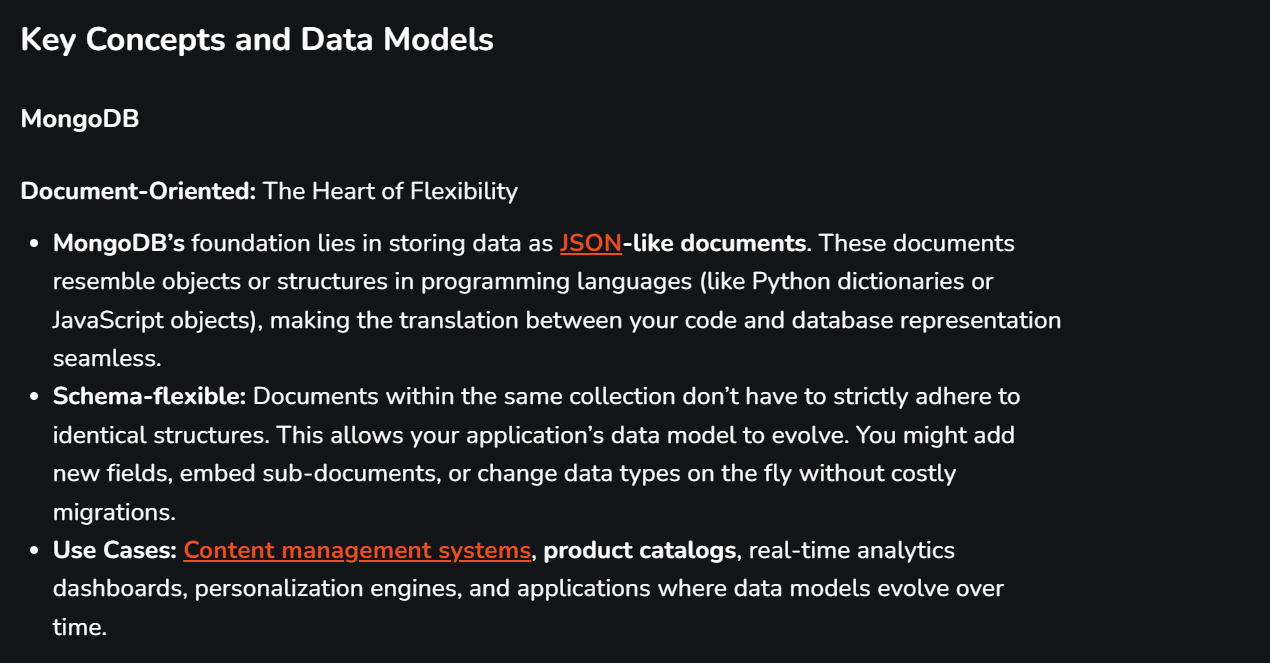 Key Concepts and Data Models
MongoDB
Document-Oriented: The Heart of Flexibility
• MongoDB’s foundation lies in storing data as JSON-like documents. These documents
resemble objects or structures in programming languages (like Python dictionaries or
JavaScript objects), making the translation between your code and database representation
seamless.
• Schema-flexible: Documents within the same collection don’t have to strictly adhere to
identical structures. This allows your application’s data model to evolve. You might add
new fields, embed sub-documents, or change data types on the fly without costly
migrations.
• Use Cases: Content management systems, product catalogs, real-time analytics
dashboards, personalization engines, and applications where data models evolve over
time.